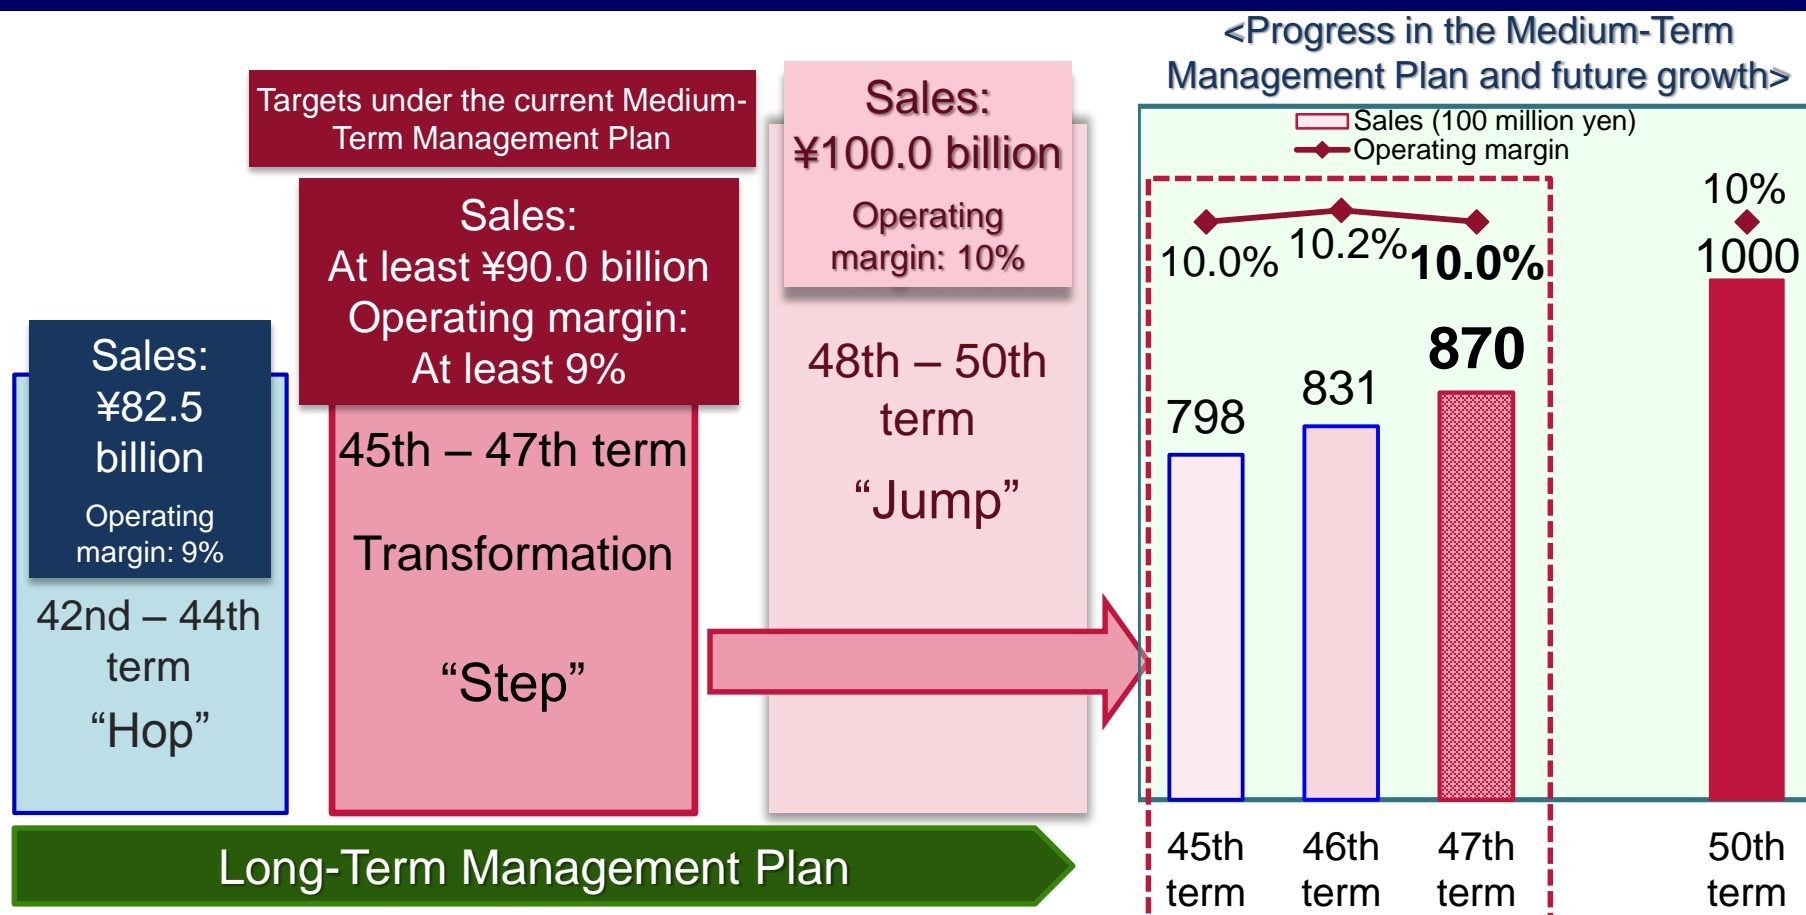 <Progress in the Medium-Term
Management Plan and future growth>
Targets under the current Medium-
Term Management Plan
Sales:
¥82.5
billion
Operating
margin: 9%
42nd – 44th
term
“Hop”
Sales:
At least ¥90.0 billion
Operating margin:
At least 9%
45th – 47th term
Transformation
“Step”
Sales:
¥100.0 billion
Operating
margin: 10%
48th – 50th
term
“Jump”
Long-Term Management Plan
Sales (100 million yen)
Operating margin
10.0%
10.2%
10.0%
10%
798
831
870
1000
45th
term
46th
term
47th
term
50th
term